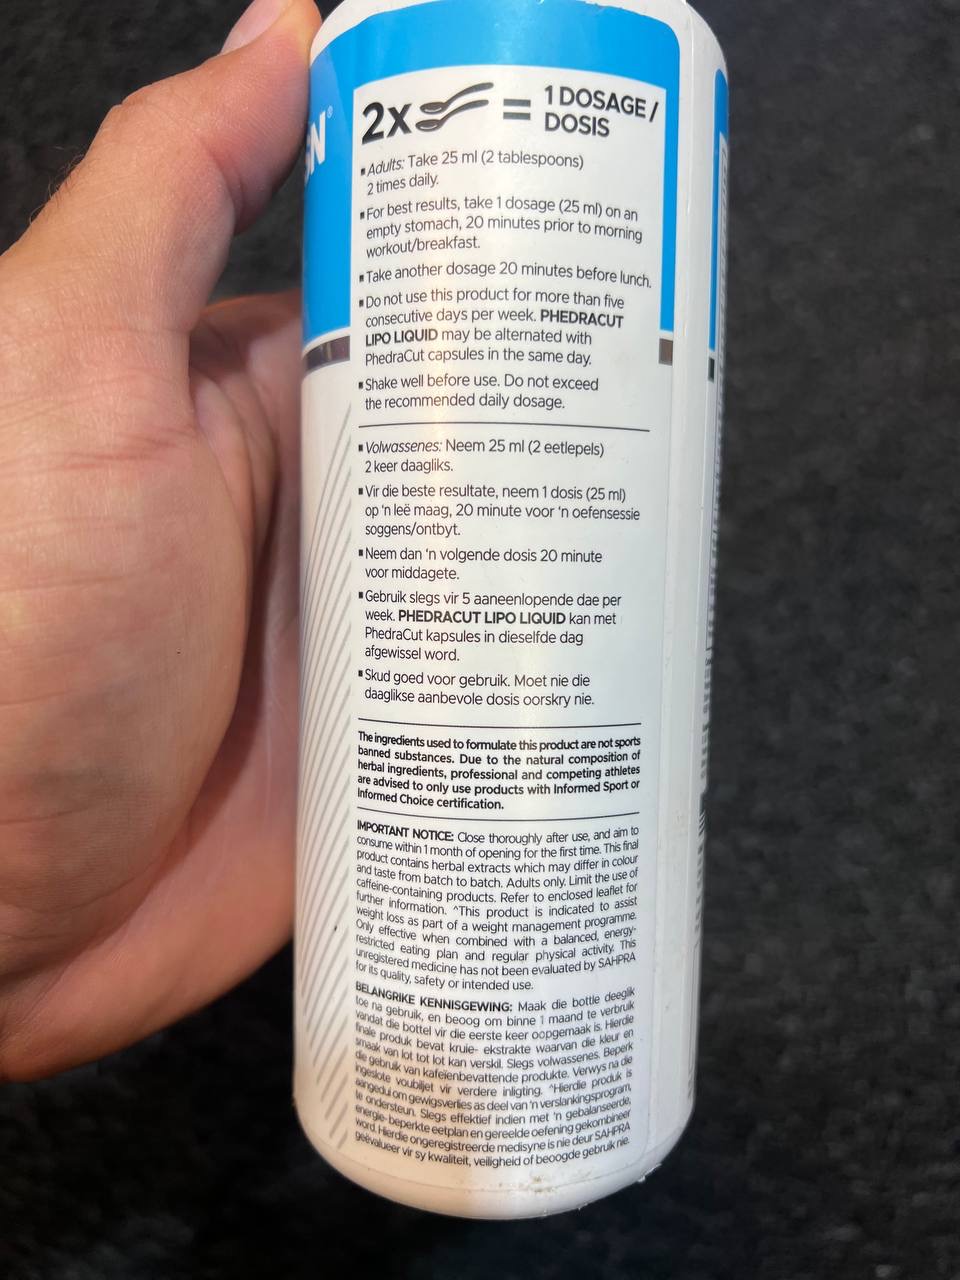 2x = 1 DOSAGE/
DOSIS
▪ Adults: Take 25 ml (2 tablespoons)
2 times daily.
▪ For best results, take 1 dosage (25 ml) on an
empty stomach, 20 minutes prior to morning
workout/breakfast.
▪ Take another dosage 20 minutes before lunch.
▪ Do not use this product for more than five
consecutive days per week. PHEDRACUT
LIPO LIQUID may be alternated with
PhedraCut capsules in the same day.
▪ Shake well before use. Do not exceed
the recommended daily dosage.
▪ Volwassenes: Neem 25 ml (2 eetlepels)
2 keer daagliks.
▪ Vir die beste resultate, neem 1 dosis (25 ml)
op 'n leë maag, 20 minute voor 'n oefensessie
soggens/ontbyt.
▪ Neem dan 'n volgende dosis 20 minute
voor middagete.
▪ Gebruik slegs vir 5 aaneenlopende dae per
week. PHEDRACUT LIPO LIQUID kan met
PhedraCut kapsules in dieselfde dag
afgewissel word.
▪ Skud goed voor gebruik. Moet nie die
daaglikse aanbevole dosis oorskry nie.
The ingredients used to formulate this product are not sports
banned substances. Due to the natural composition of
herbal ingredients, professional and competing athletes
are advised to only use products with Informed Sport or
Informed Choice certification.
IMPORTANT NOTICE: Close thoroughly after use, and aim to
consume within 1 month of opening for the first time. This final
product contains herbal extracts which may differ in colour
and taste from batch to batch. Adults only. Limit the use of
caffeine-containing products. Refer to enclosed leaflet for
further information. ^This product is indicated to assist
weight loss as part of a weight management programme.
Only effective when combined with a balanced, energy-
restricted eating plan and regular physical activity. This
unregistered medicine has not been evaluated by SAHPRA
for its quality, safety or intended use.
BELANGRIKE KENNISGEWING: Maak die bottle deeglik
toe na gebruik, en beoog om binne 1 maand te verbruik
vandat die bottel vir die eerste keer oopgemaak is. Hierdie
finale produk bevat kruie- ekstrakte waarvan die kleur en
smaak van lot tot lot kan verskil. Slegs volwassenes. Beperk
die gebruik van kafeïenbevattende produkte. Verwys na die
ingeslote voubiljet vir verdere inligting. ^Hierdie produk is
aangedui om gewigsverlies as deel van 'n verslankingsprogram,
te ondersteun. Slegs effektief indien met 'n gebalanseerde,
energie-beperkte eetplan en gereelde oefening gekombineer
word. Hierdie ongeregistreerde medisyne is nie deur SAHPRA
geëvalueer vir sy kwaliteit, veiligheid of beoogde gebruik nie.